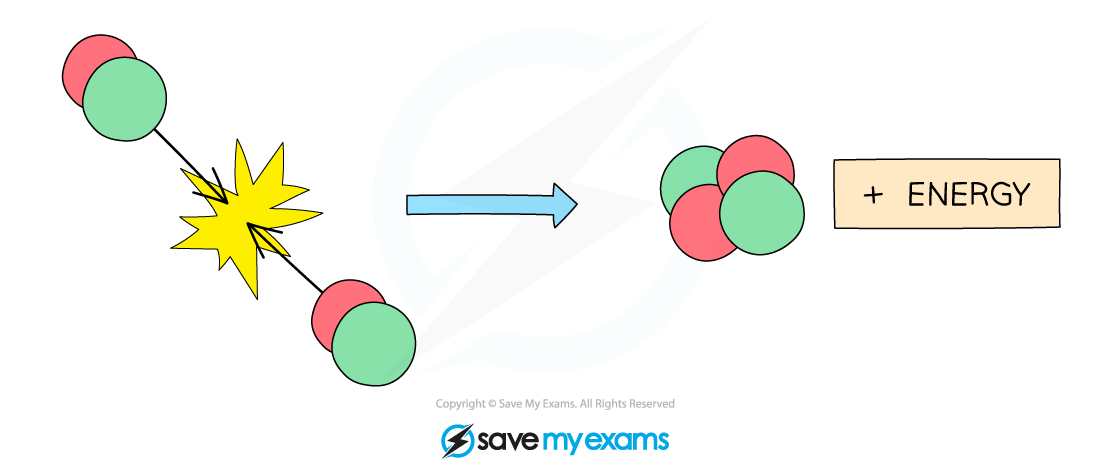 + ENERGY
Copyright © Save My Exams. All Rights Reserved
save my exams